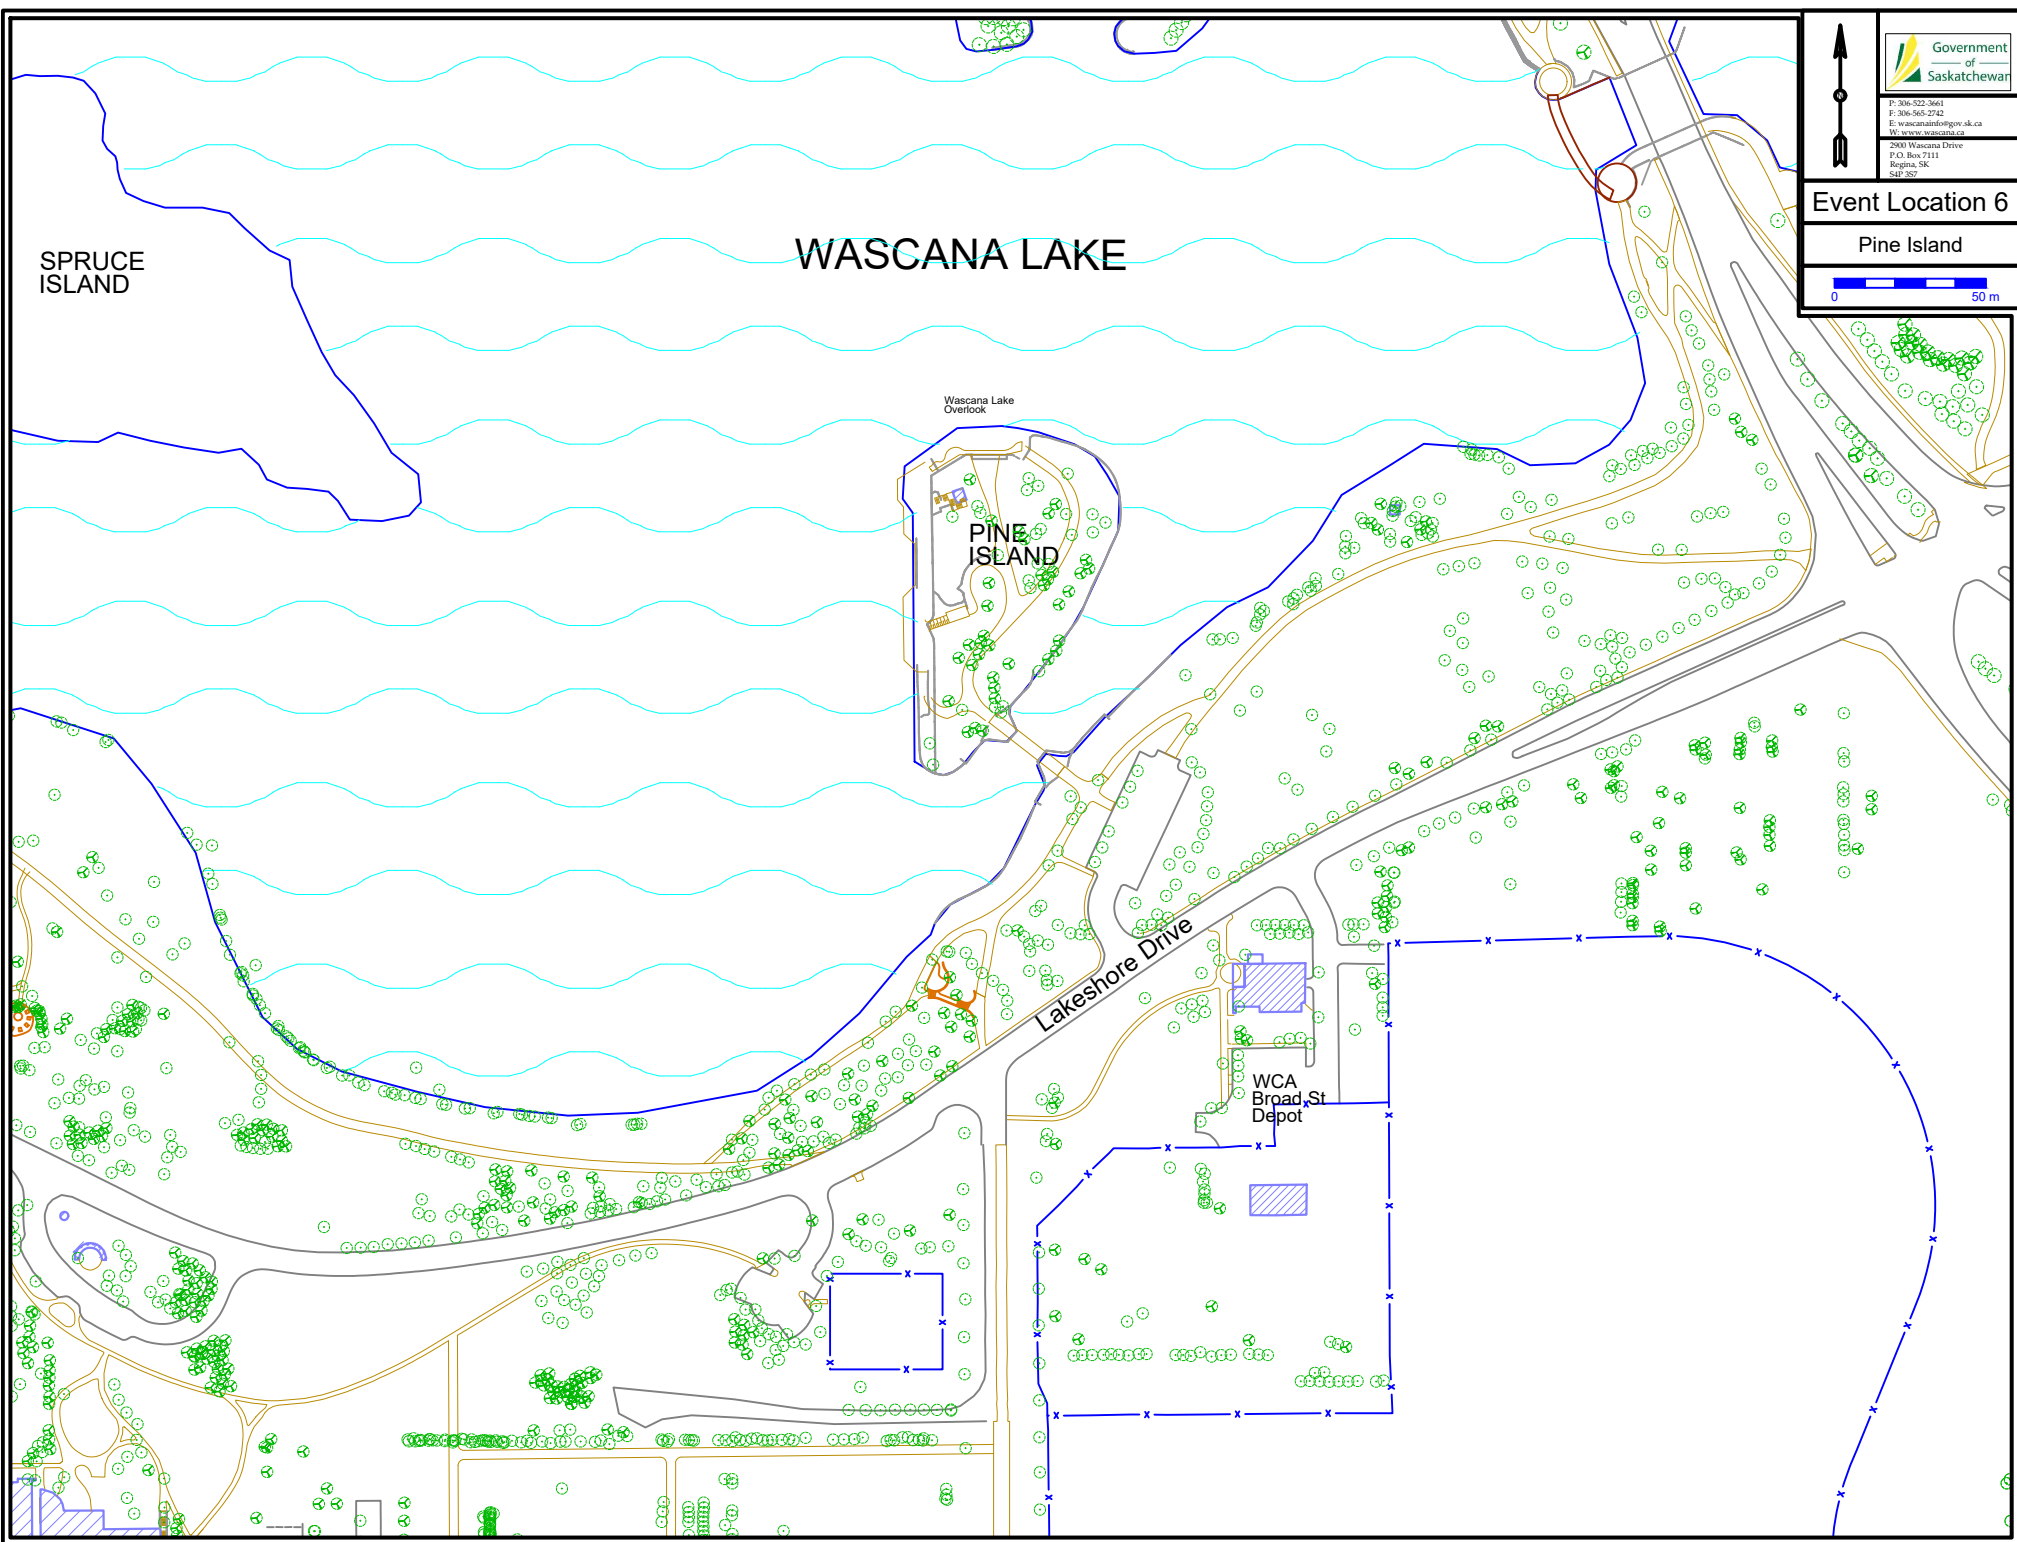 Government
of
Saskatchewan
P: 306-522-3661
F: 306-565-2742
E: wascanainfo@gov.sk.ca
W: www.wascana.ca
2900 Wascana Drive
P.O. Box 7111
Regina, SK
S4P 3S7
Event Location 6
Pine Island
0 50 m
SPRUCE
ISLAND
WASCANA LAKE
Wascana Lake
Overlook
PINE
ISLAND
Lakeshore Drive
WCA
Broad St
Depot